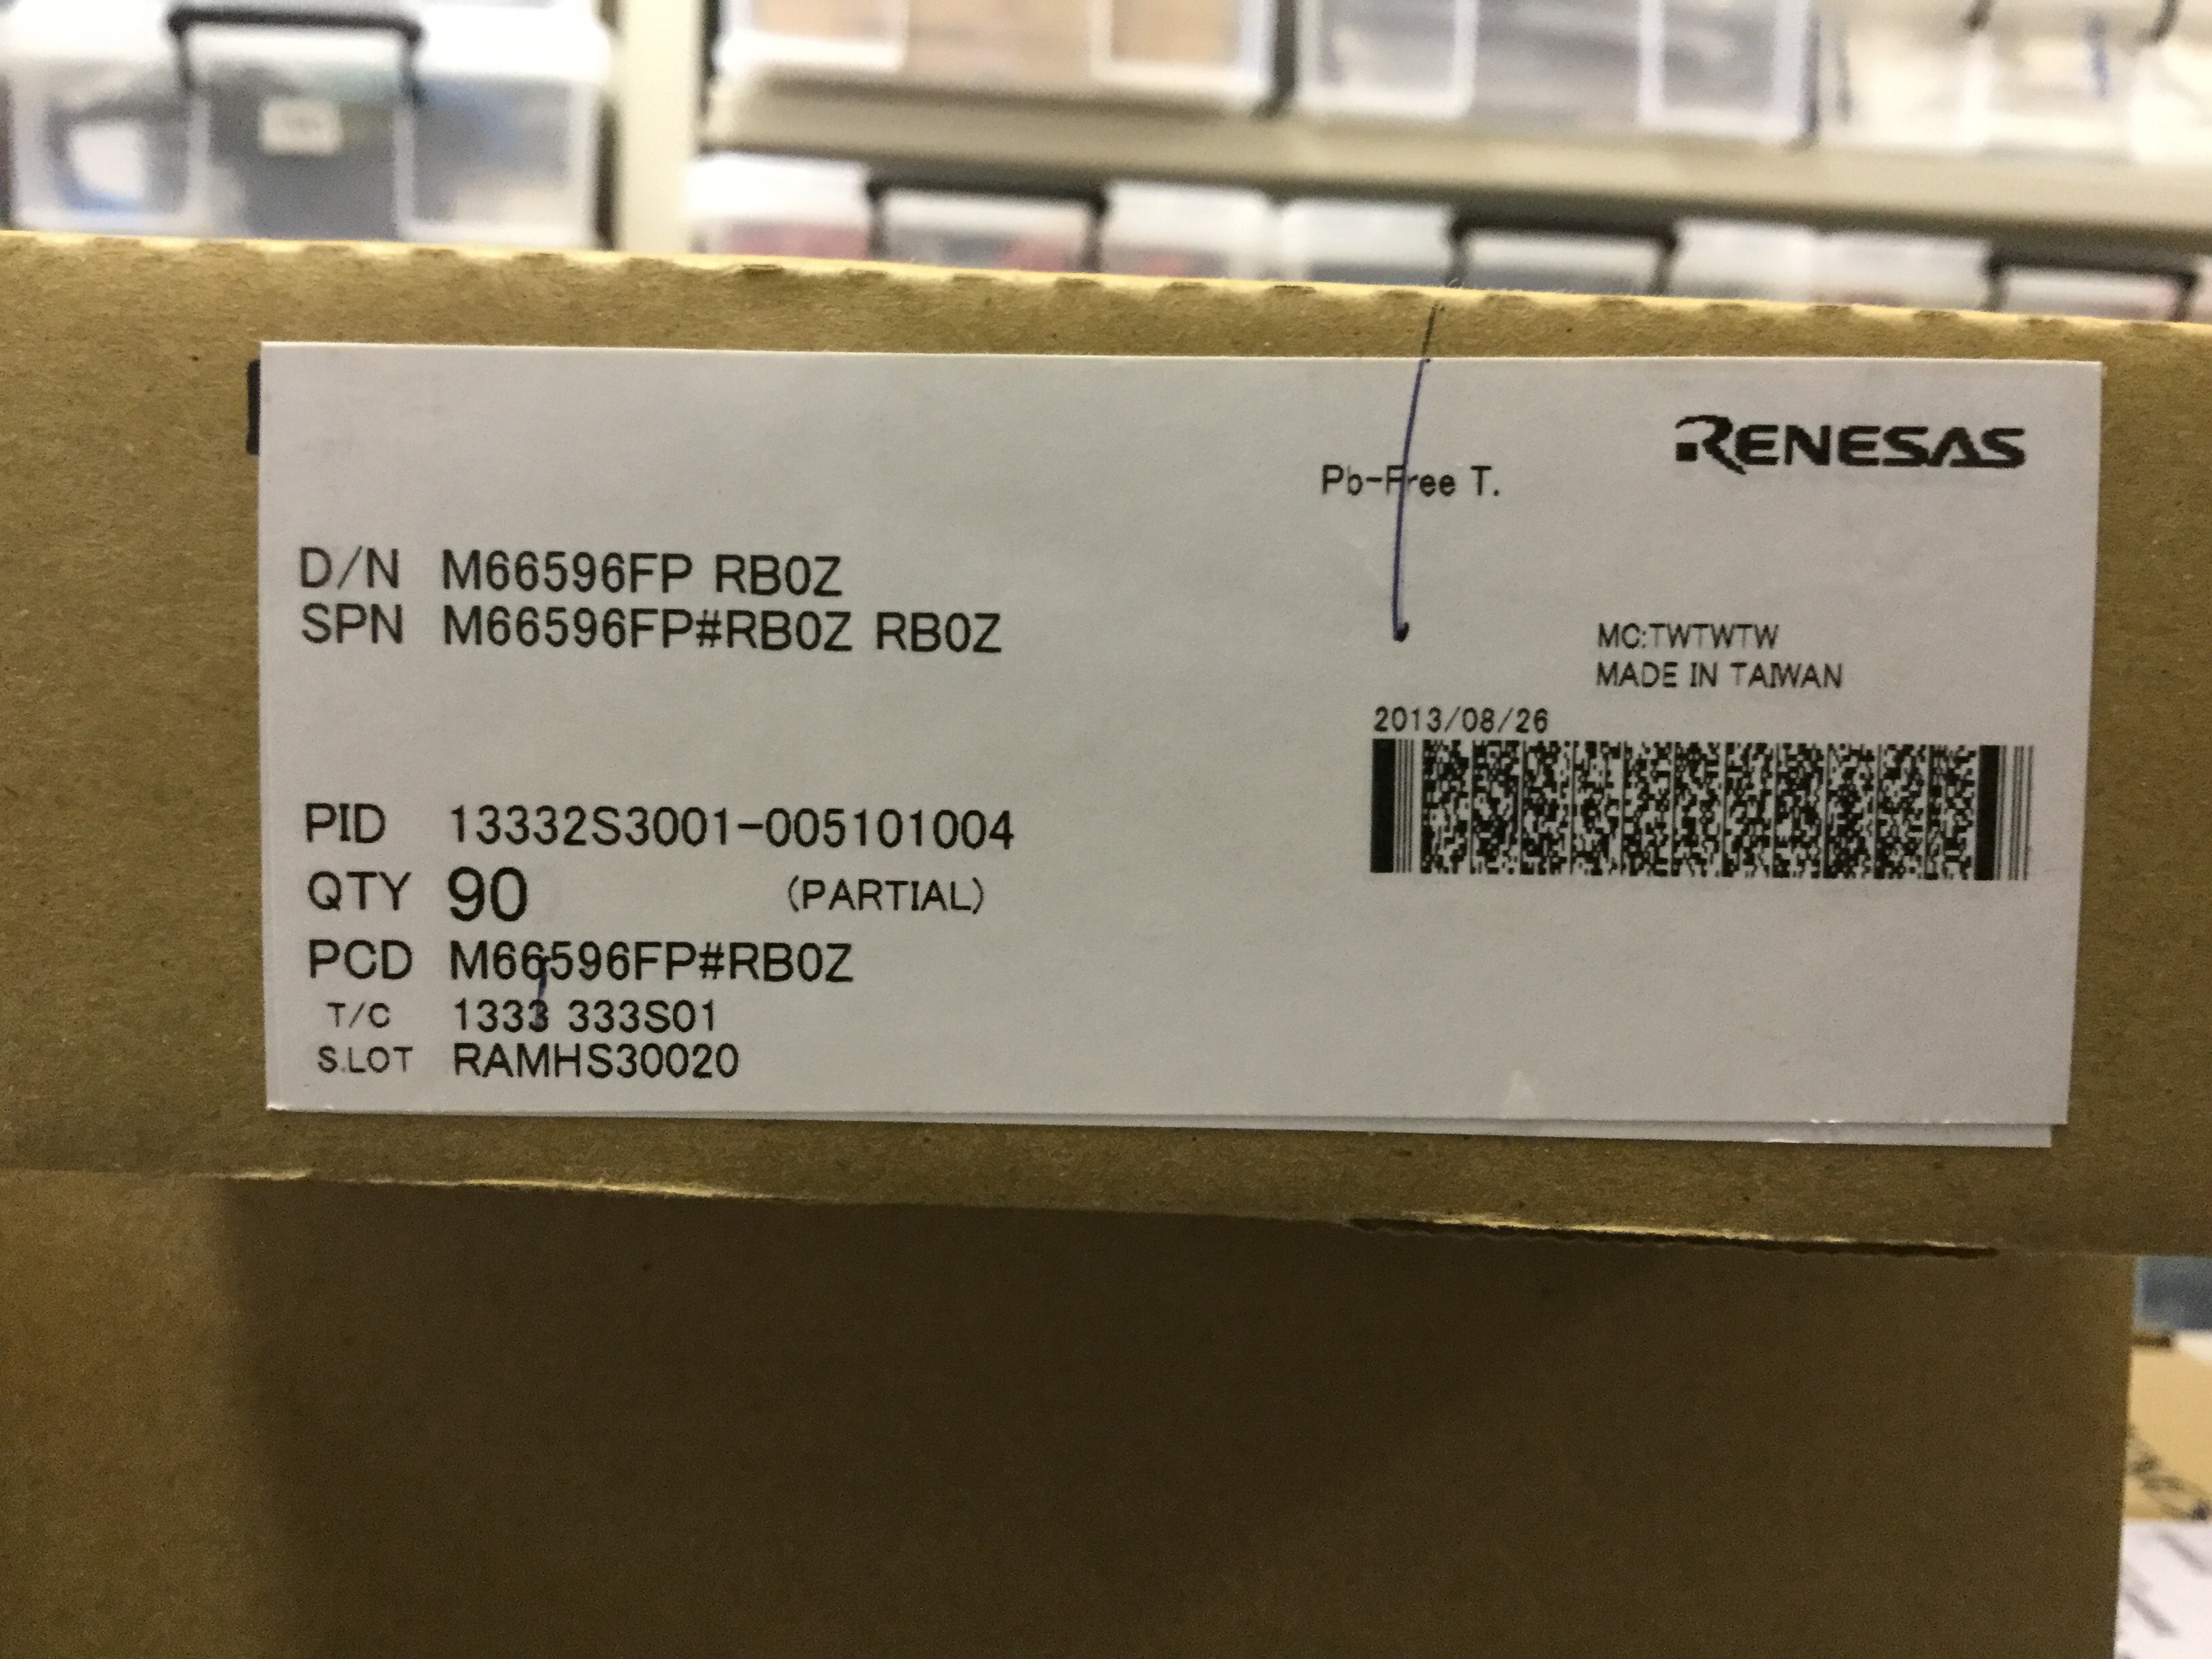 RENESAS
Pb-Free T.
D/N M66596FP RB0Z
SPN M66596FP#RB0Z RB0Z
MC:TWTWTW
MADE IN TAIWAN
2013/08/26
PID 13332S3001-005101004
QTY 90 (PARTIAL)
PCD M66596FP#RB0Z
T/C 1333 333S01
S.LOT RAMHS30020